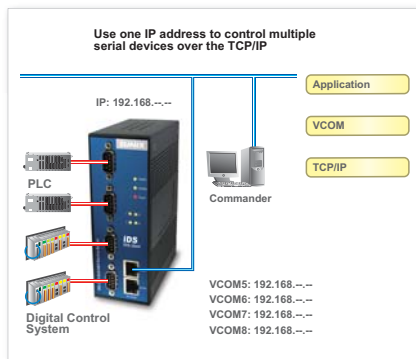 Use one IP address to control multiple
serial devices over the TCP/IP
IP: 192.168.--.--
Application
VCOM
TCP/IP
PLC
Commander
IDS
VCOM5: 192.168.--.--
VCOM6: 192.168.--.--
VCOM7: 192.168.--.--
VCOM8: 192.168.--.--
Digital Control
System